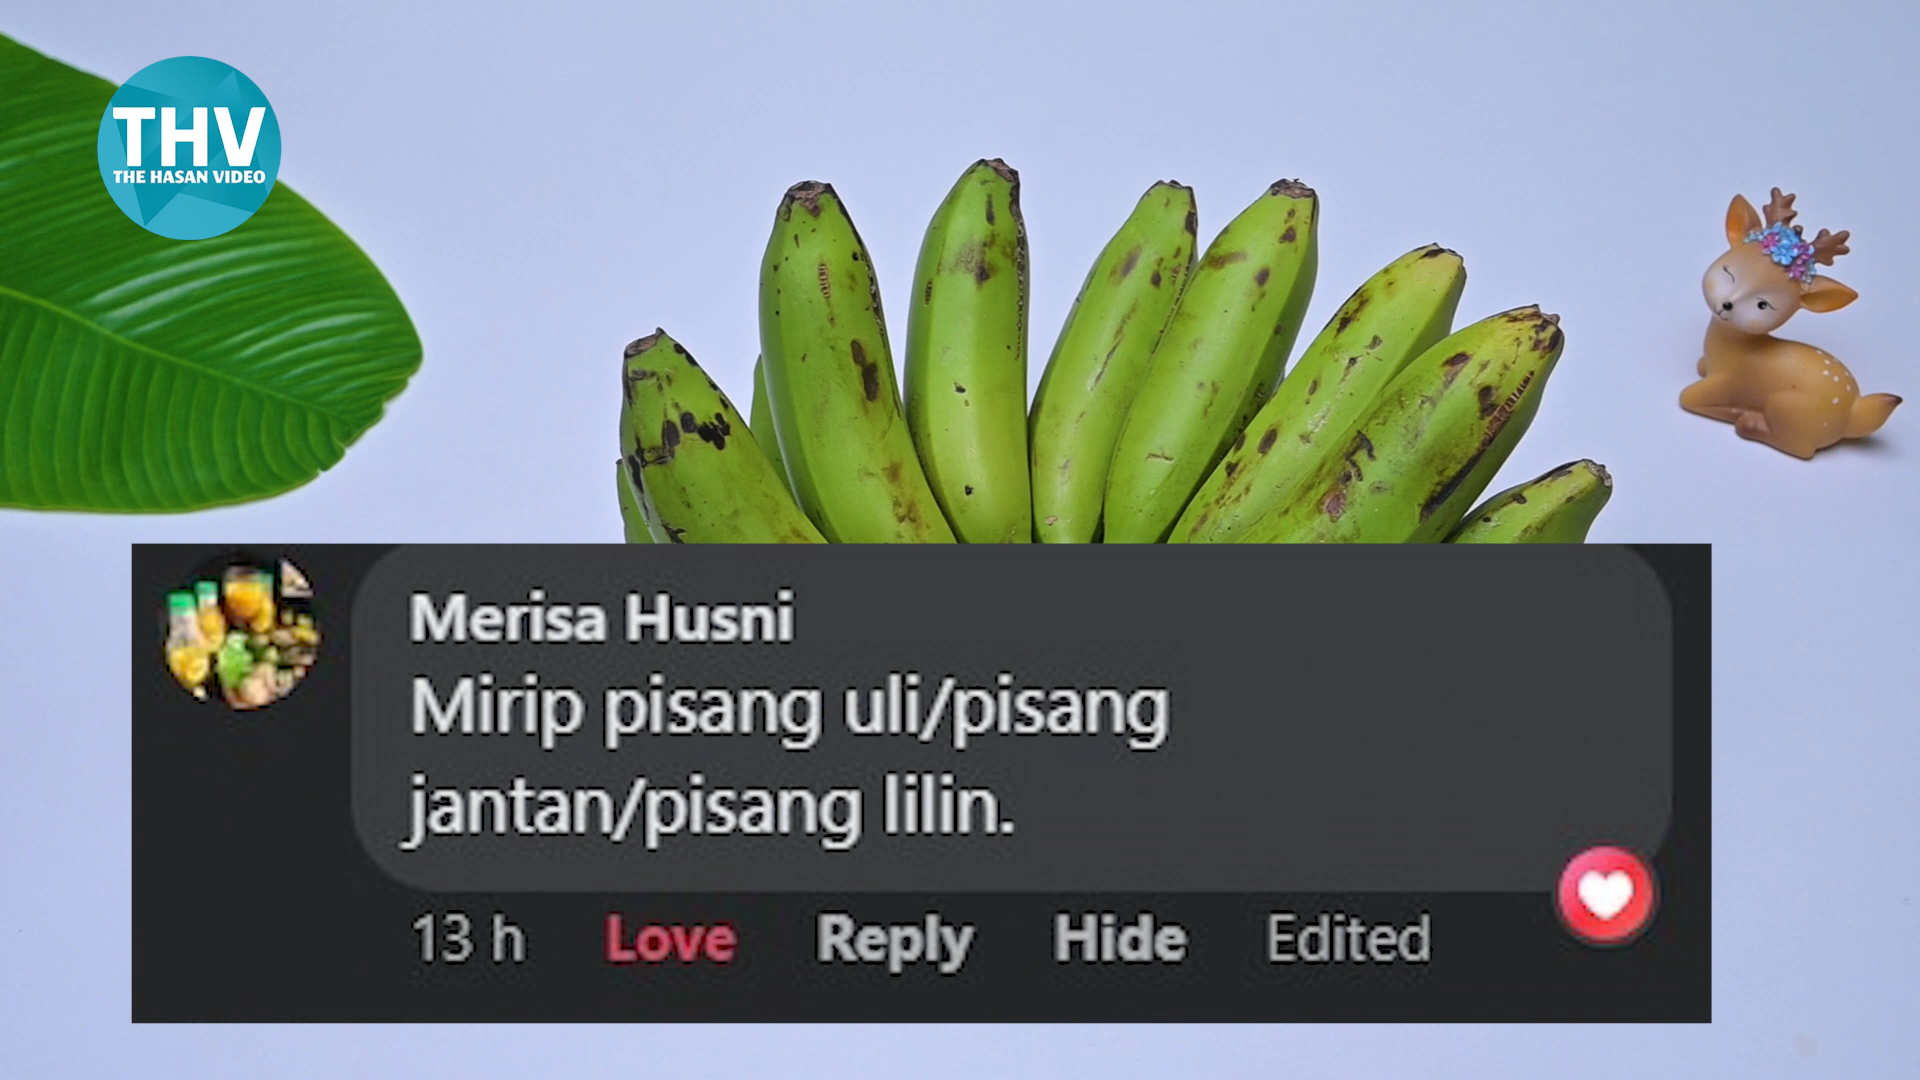 THV
THE HASAN VIDEO
Merisa Husni
Mirip pisang uli/pisang
jantan/pisang lilin.
13 h Love Reply Hide Edited